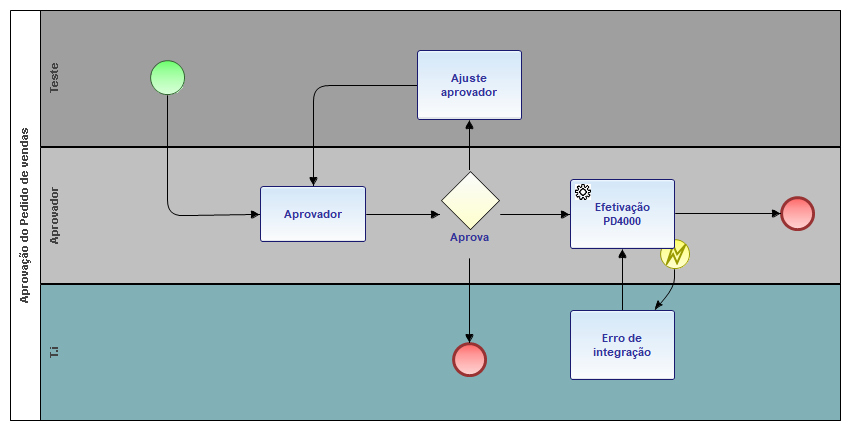 Aprovação do Pedido de vendas
Teste
Ajuste
aprovador
Aprovador
Aprovador
Aprova
Efetivação
PD4000
T.i
Erro de
integração